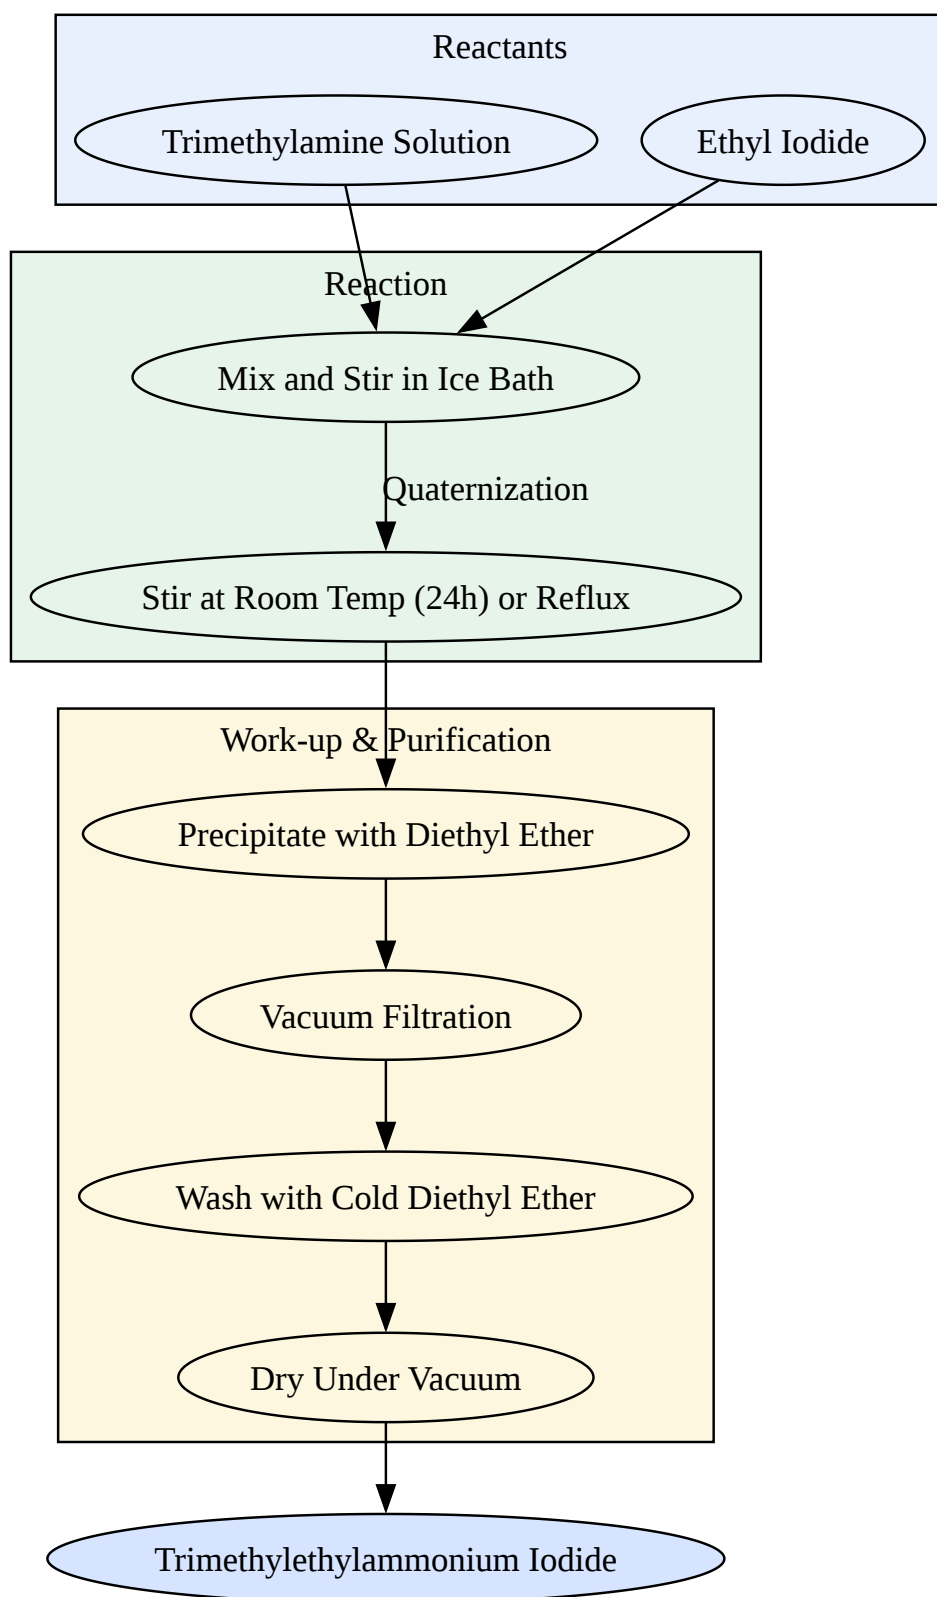 Reactants
Trimethylamine Solution
Ethyl Iodide
Reaction
Mix and Stir in Ice Bath
Quaternization
Stir at Room Temp (24h) or Reflux
Work-up & Purification
Precipitate with Diethyl Ether
Vacuum Filtration
Wash with Cold Diethyl Ether
Dry Under Vacuum
Trimethylethylammonium Iodide